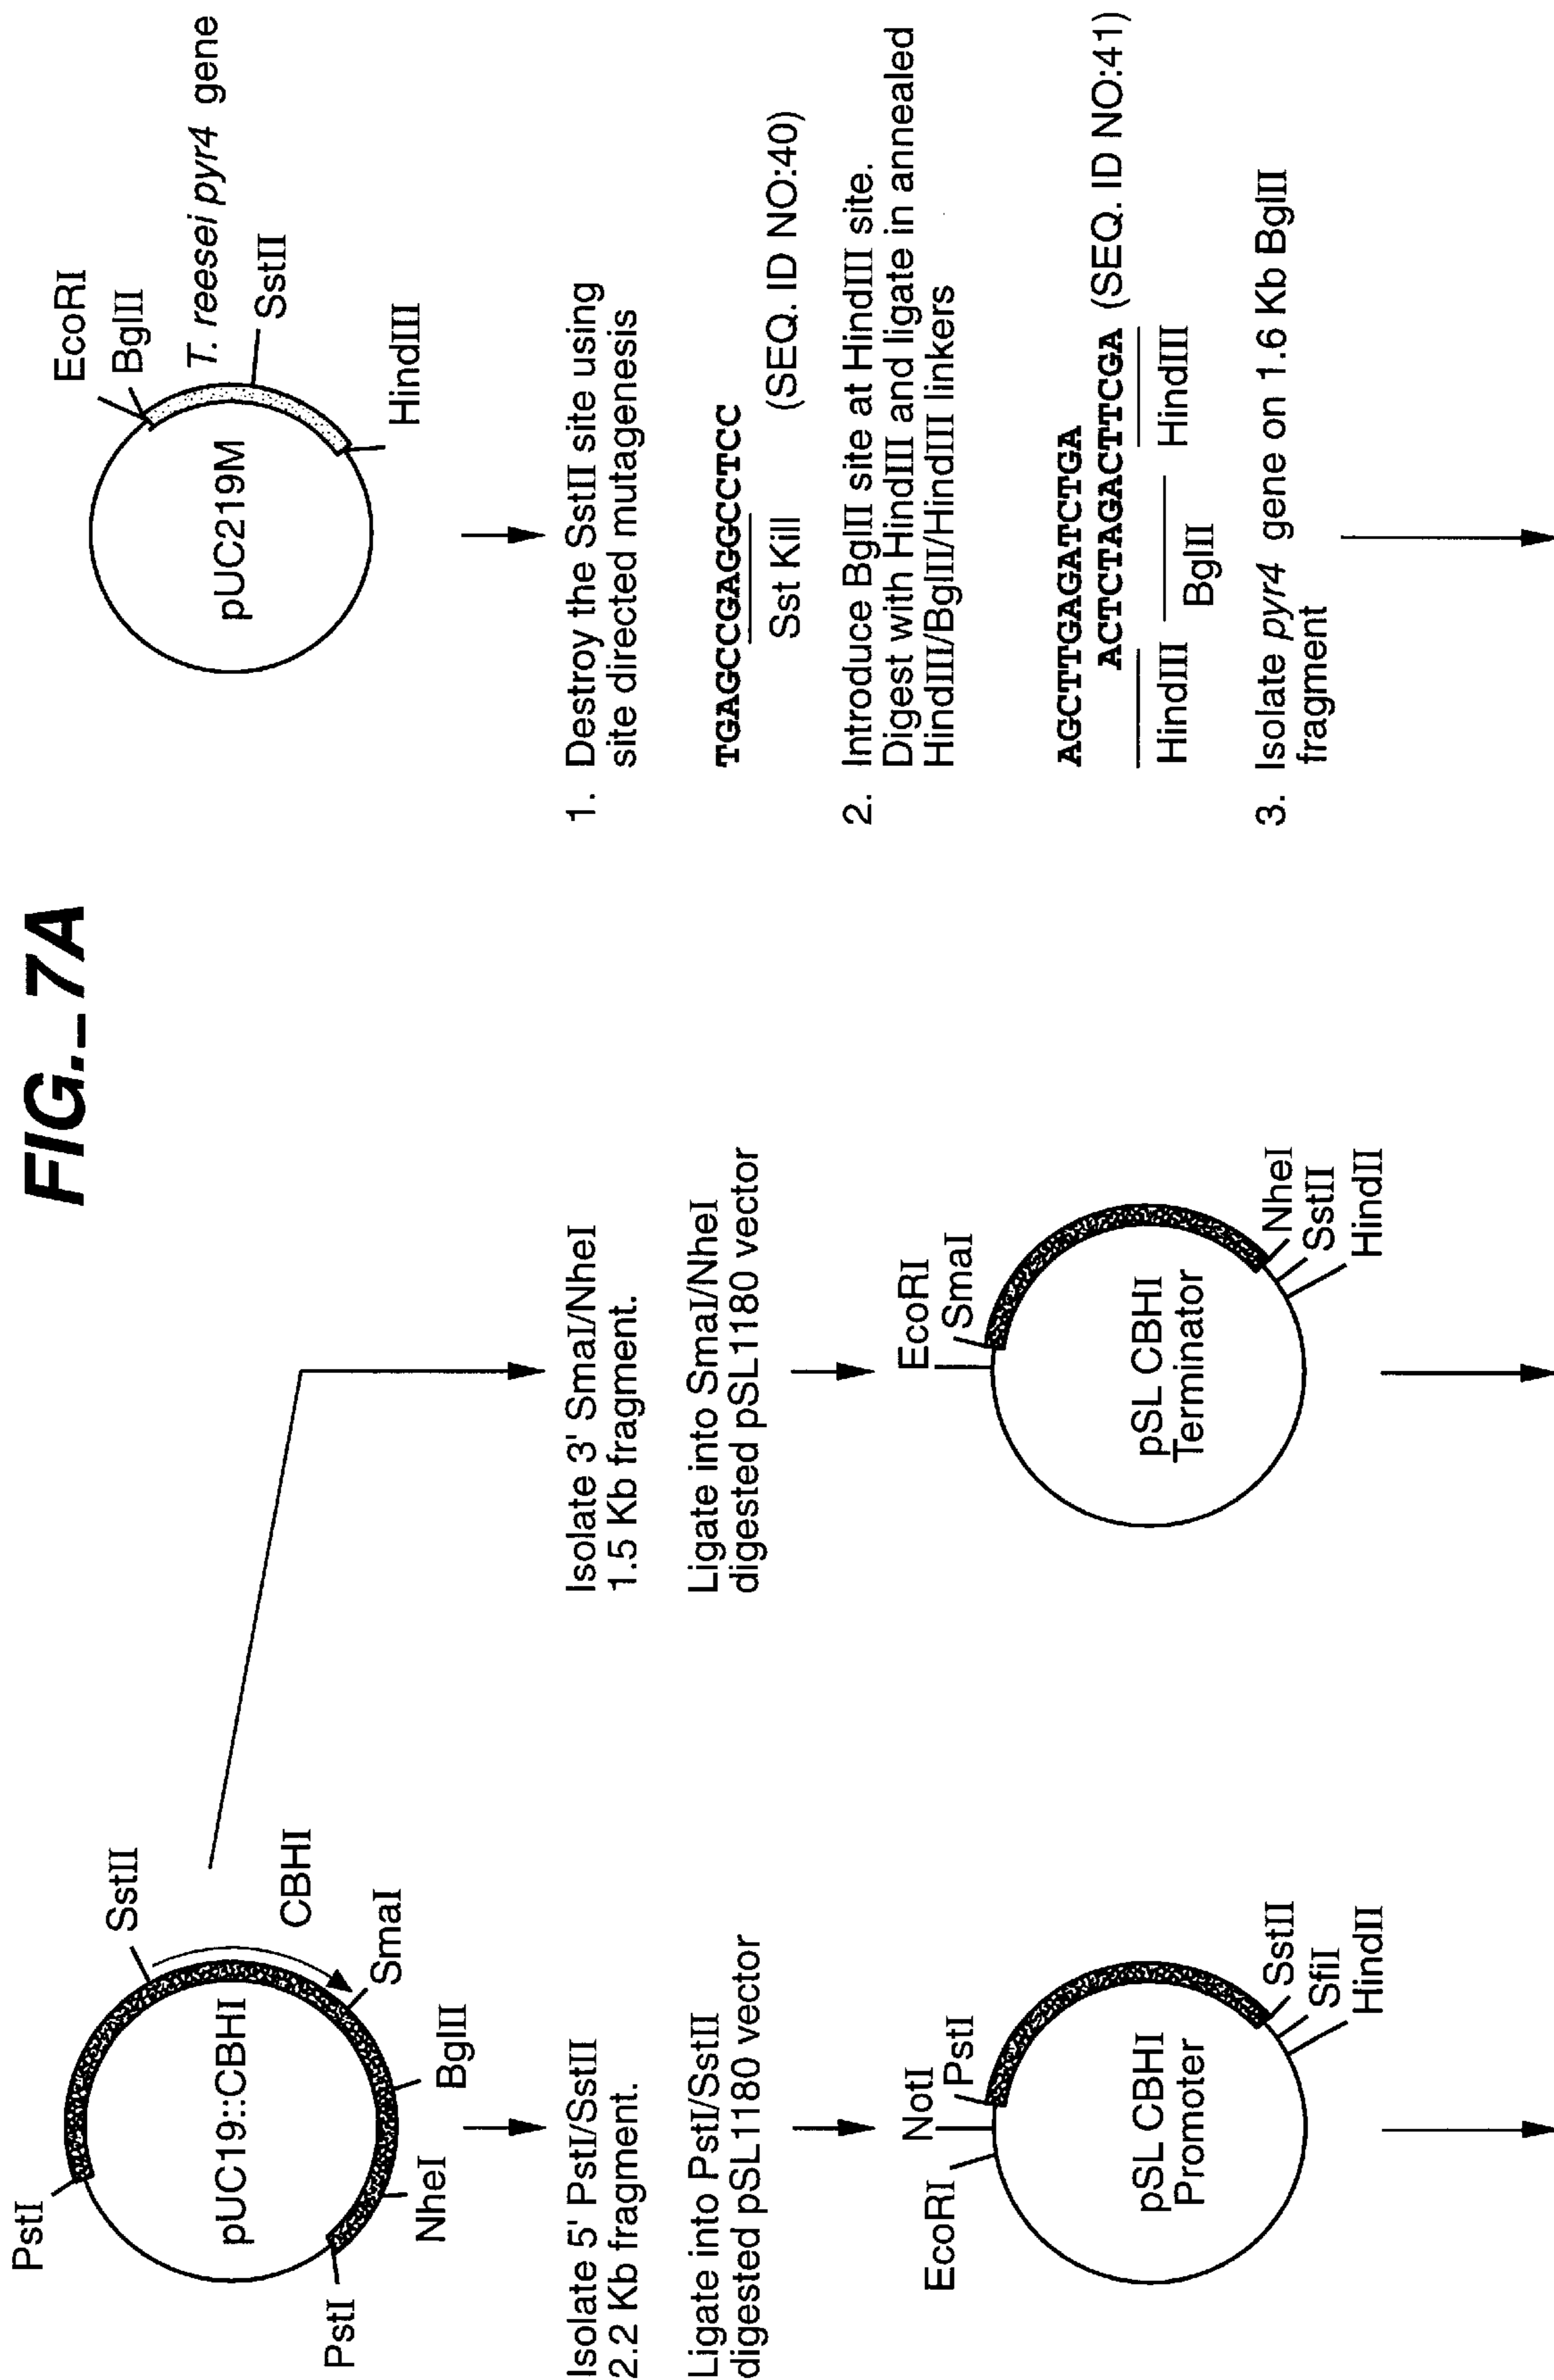 FIG._7A
PstI
SstII
CBHI
SmaI
BglII
NheI
PstI
pUC19::CBHI
Isolate 5' PstI/SstII
2.2 Kb fragment.
Ligate into PstI/SstII
digested pSL1180 vector
EcoRI
NotI
PstI
SstII
SfiI
HindII
pSL CBHI
Promoter
Isolate 3' SmaI/NheI
1.5 Kb fragment.
Ligate into SmaI/NheI
digested pSL1180 vector
EcoRI
SmaI
NheI
SstII
HindII
pSL CBHI
Terminator
EcoRI
BglII
T. reesei pyr4 gene
SstII
HindIII
pUC219M
1. Destroy the SstII site using
site directed mutagenesis
TGAGCCGAGGCCTCC
Sst Kill
(SEQ. ID NO:40)
2. Introduce BglII site at HindIII site.
Digest with HindIII and ligate in annealed
HindIII/BglII/HindIII linkers
AGCTTGAGATCTGA
ACTCTAGACTTCGA (SEQ. ID NO:41)
HindIII
BglII
HindIII
3. Isolate pyr4 gene on 1.6 Kb BglII
fragment